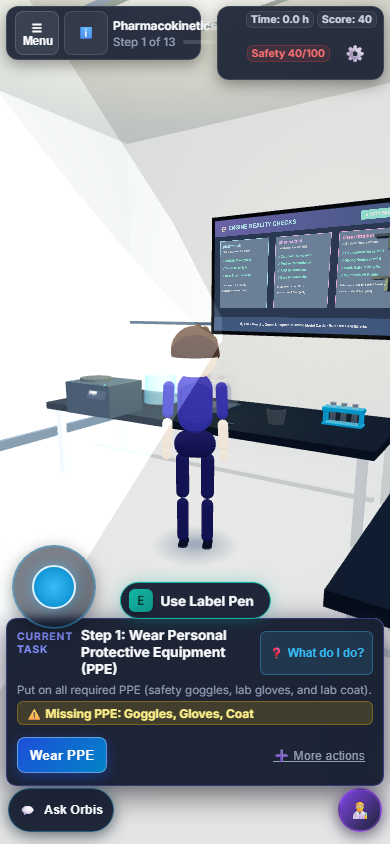 Menu
Pharmacokinetics
Step 1 of 13
Time: 0.0 h
Score: 40
Safety 40/100
ENGINE REALITY CHECKS
E
Use Label Pen
CURRENT TASK
Step 1: Wear Personal
Protective Equipment
(PPE)
? What do I do?
Put on all required PPE (safety goggles, lab gloves, and lab coat).
Missing PPE: Goggles, Gloves, Coat
Wear PPE
More actions
Ask Orbis